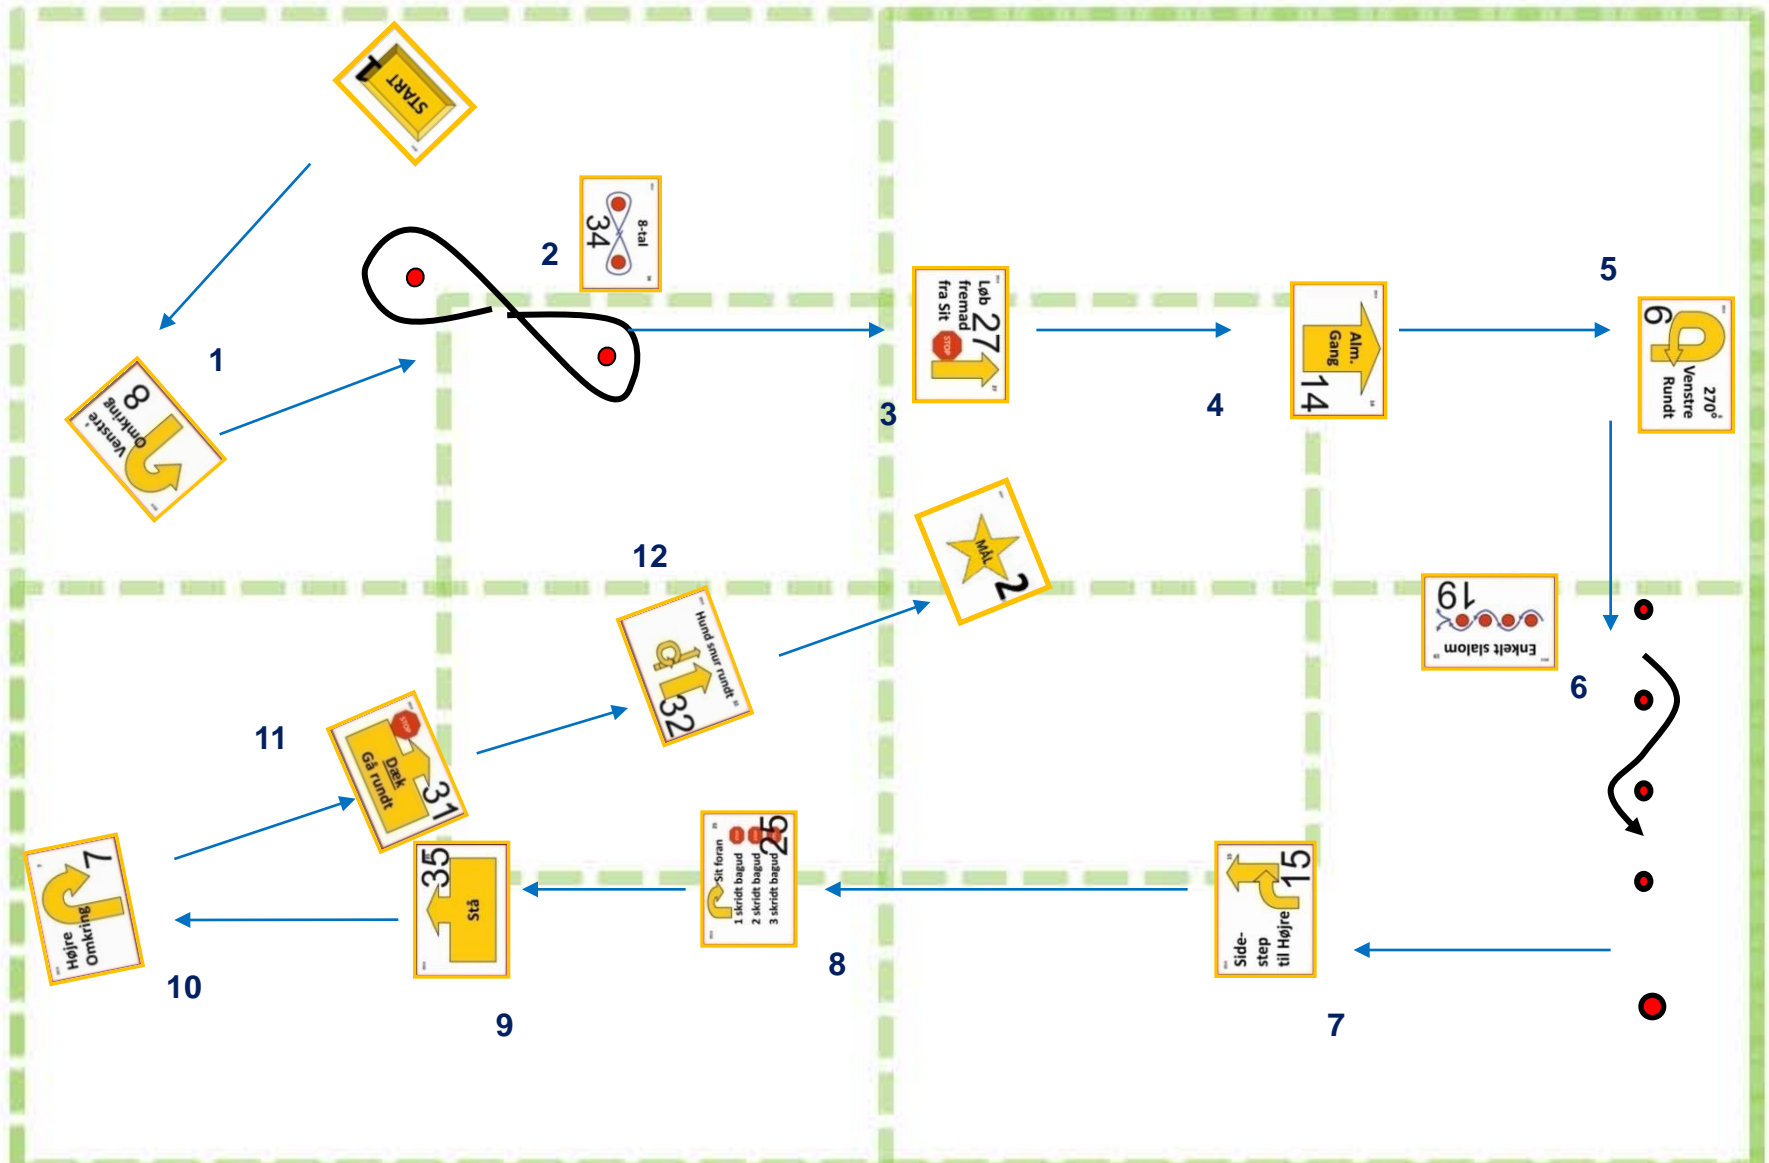 START
1
1
Venstre
Omkring
8
2
8-tal
34
3
Løb
fremad
fra Sit
27
STOP
4
Alm.
Gang
14
5
270°
Venstre
Rundt
6
6
Enkelt slalom
19
7
Side-
step
til Højre
15
8
Sit foran
1 skridt bagud
2 skridt bagud
3 skridt bagud
25
9
Stå
35
10
Højre
Omkring
7
11
Dæk
Gå rundt
STOP
31
12
Hund snur rundt
32
MÅL
2